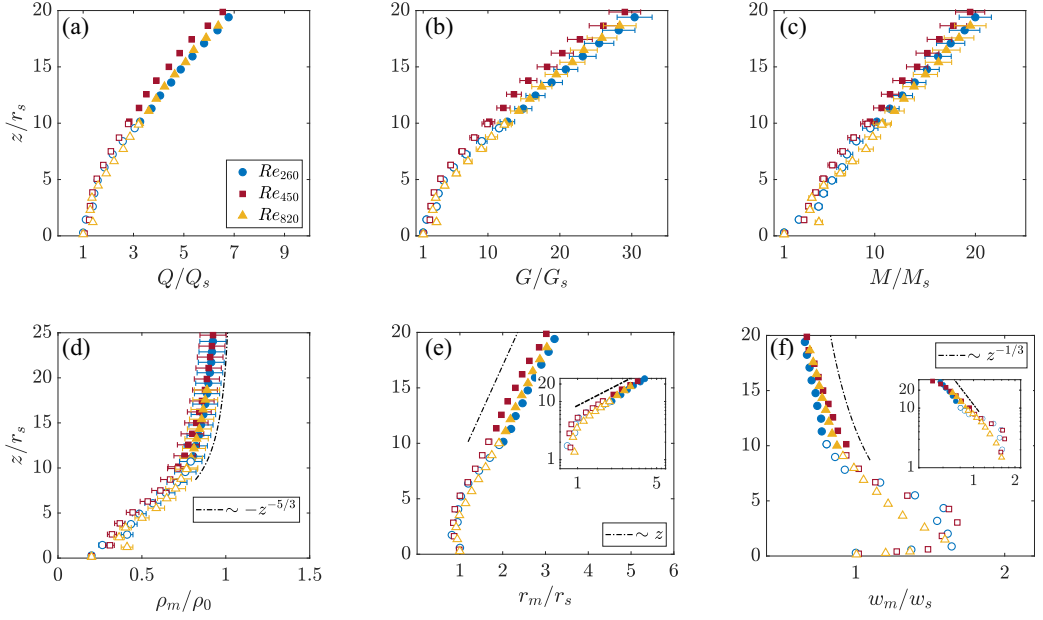 (a)
z/r_s
20
15
10
5
0
1 3 5 7 9
Q/Q_s
Re_260
Re_450
Re_820
(b)
20
15
10
5
0
1 10 20 30
G/G_s
(c)
20
15
10
5
0
1 10 20
M/M_s
(d)
z/r_s
25
20
15
10
5
0
0 0.5 1 1.5
ρ_m/ρ_0
∼ −z^{−5/3}
(e)
20
15
10
5
0
0 1 2 3 4 5 6
r_m/r_s
∼ z
20
10
1
1 5
(f)
20
15
10
5
0
1 2
w_m/w_s
∼ z^{−1/3}
10
1
1 2